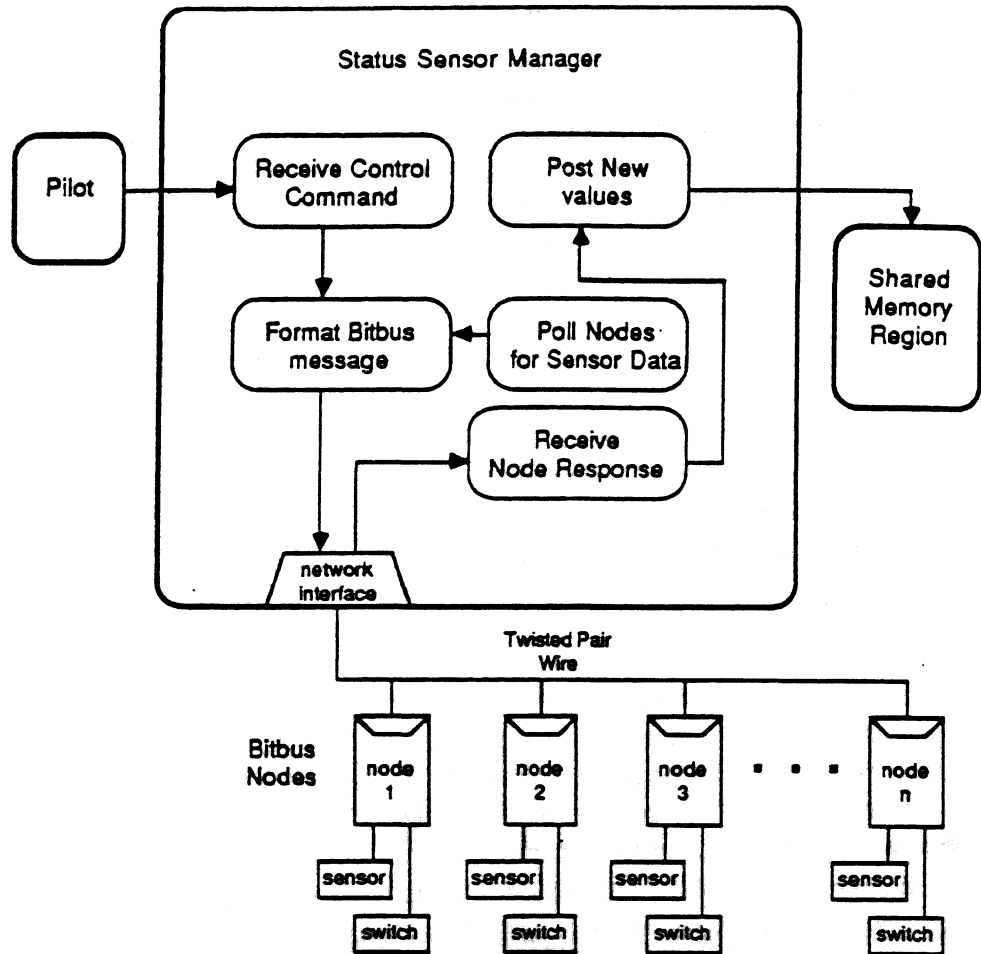 Status Sensor Manager
Pilot
Receive Control
Command
Post New
values
Shared
Memory
Region
Format Bitbus
message
Poll Nodes
for Sensor Data
Receive
Node Response
network
interface
Twisted Pair
Wire
Bitbus
Nodes
node
1
node
2
node
3
node
n
sensor
sensor
sensor
sensor
switch
switch
switch
switch